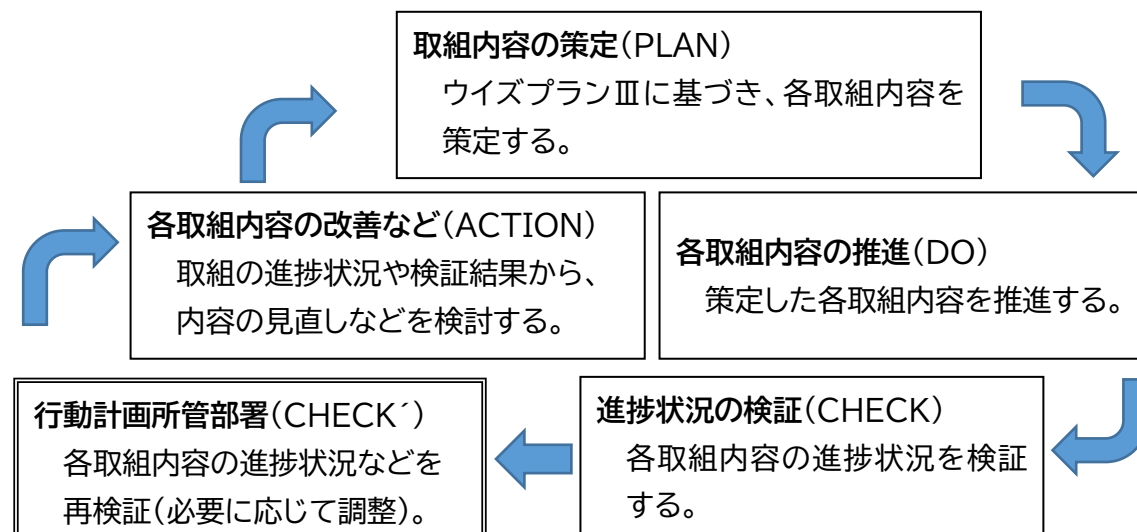 取組内容の策定(PLAN)
ウイズプランⅢに基づき、各取組内容を
策定する。
各取組内容の改善など(ACTION)
取組の進捗状況や検証結果から、
内容の見直しなどを検討する。
各取組内容の推進(DO)
策定した各取組内容を推進する。
行動計画所管部署(CHECK´)
各取組内容の進捗状況などを
再検証(必要に応じて調整)。
進捗状況の検証(CHECK)
各取組内容の進捗状況を検証
する。